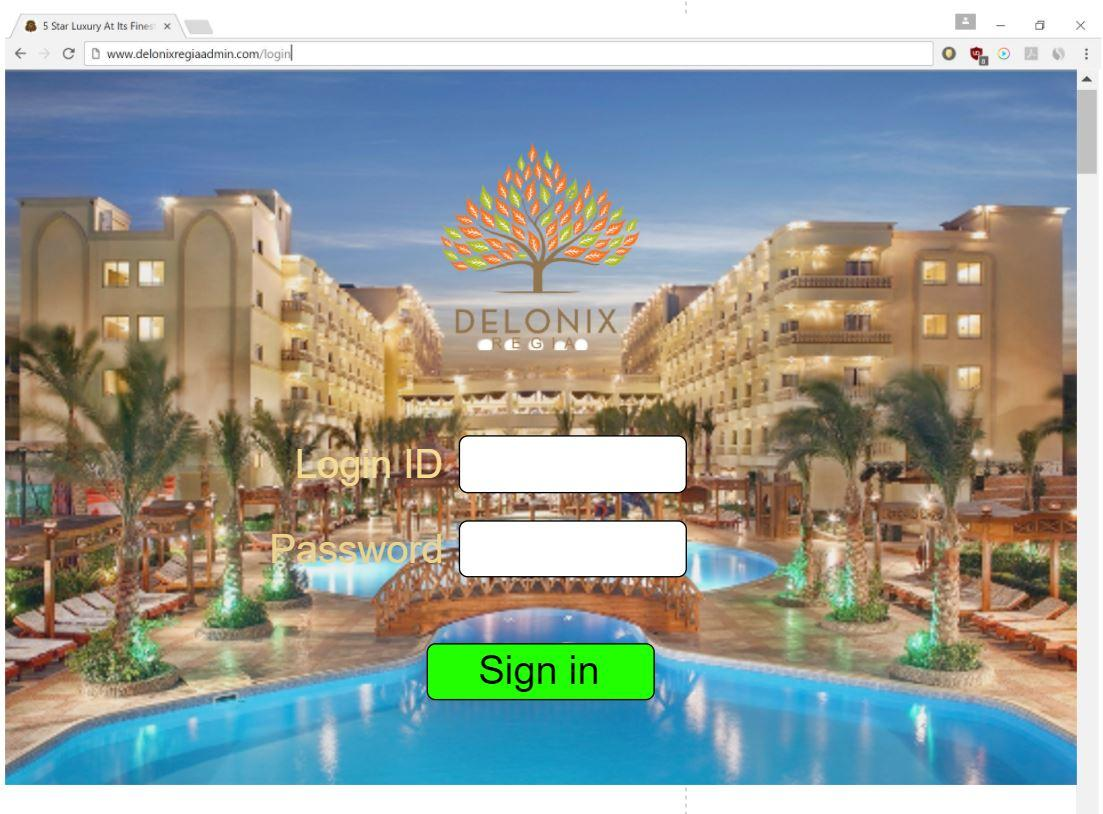 5 Star Luxury At Its Fines
www.delonixregiaadmin.com/login
DELONIX
REGIA
Login ID
Password
Sign in